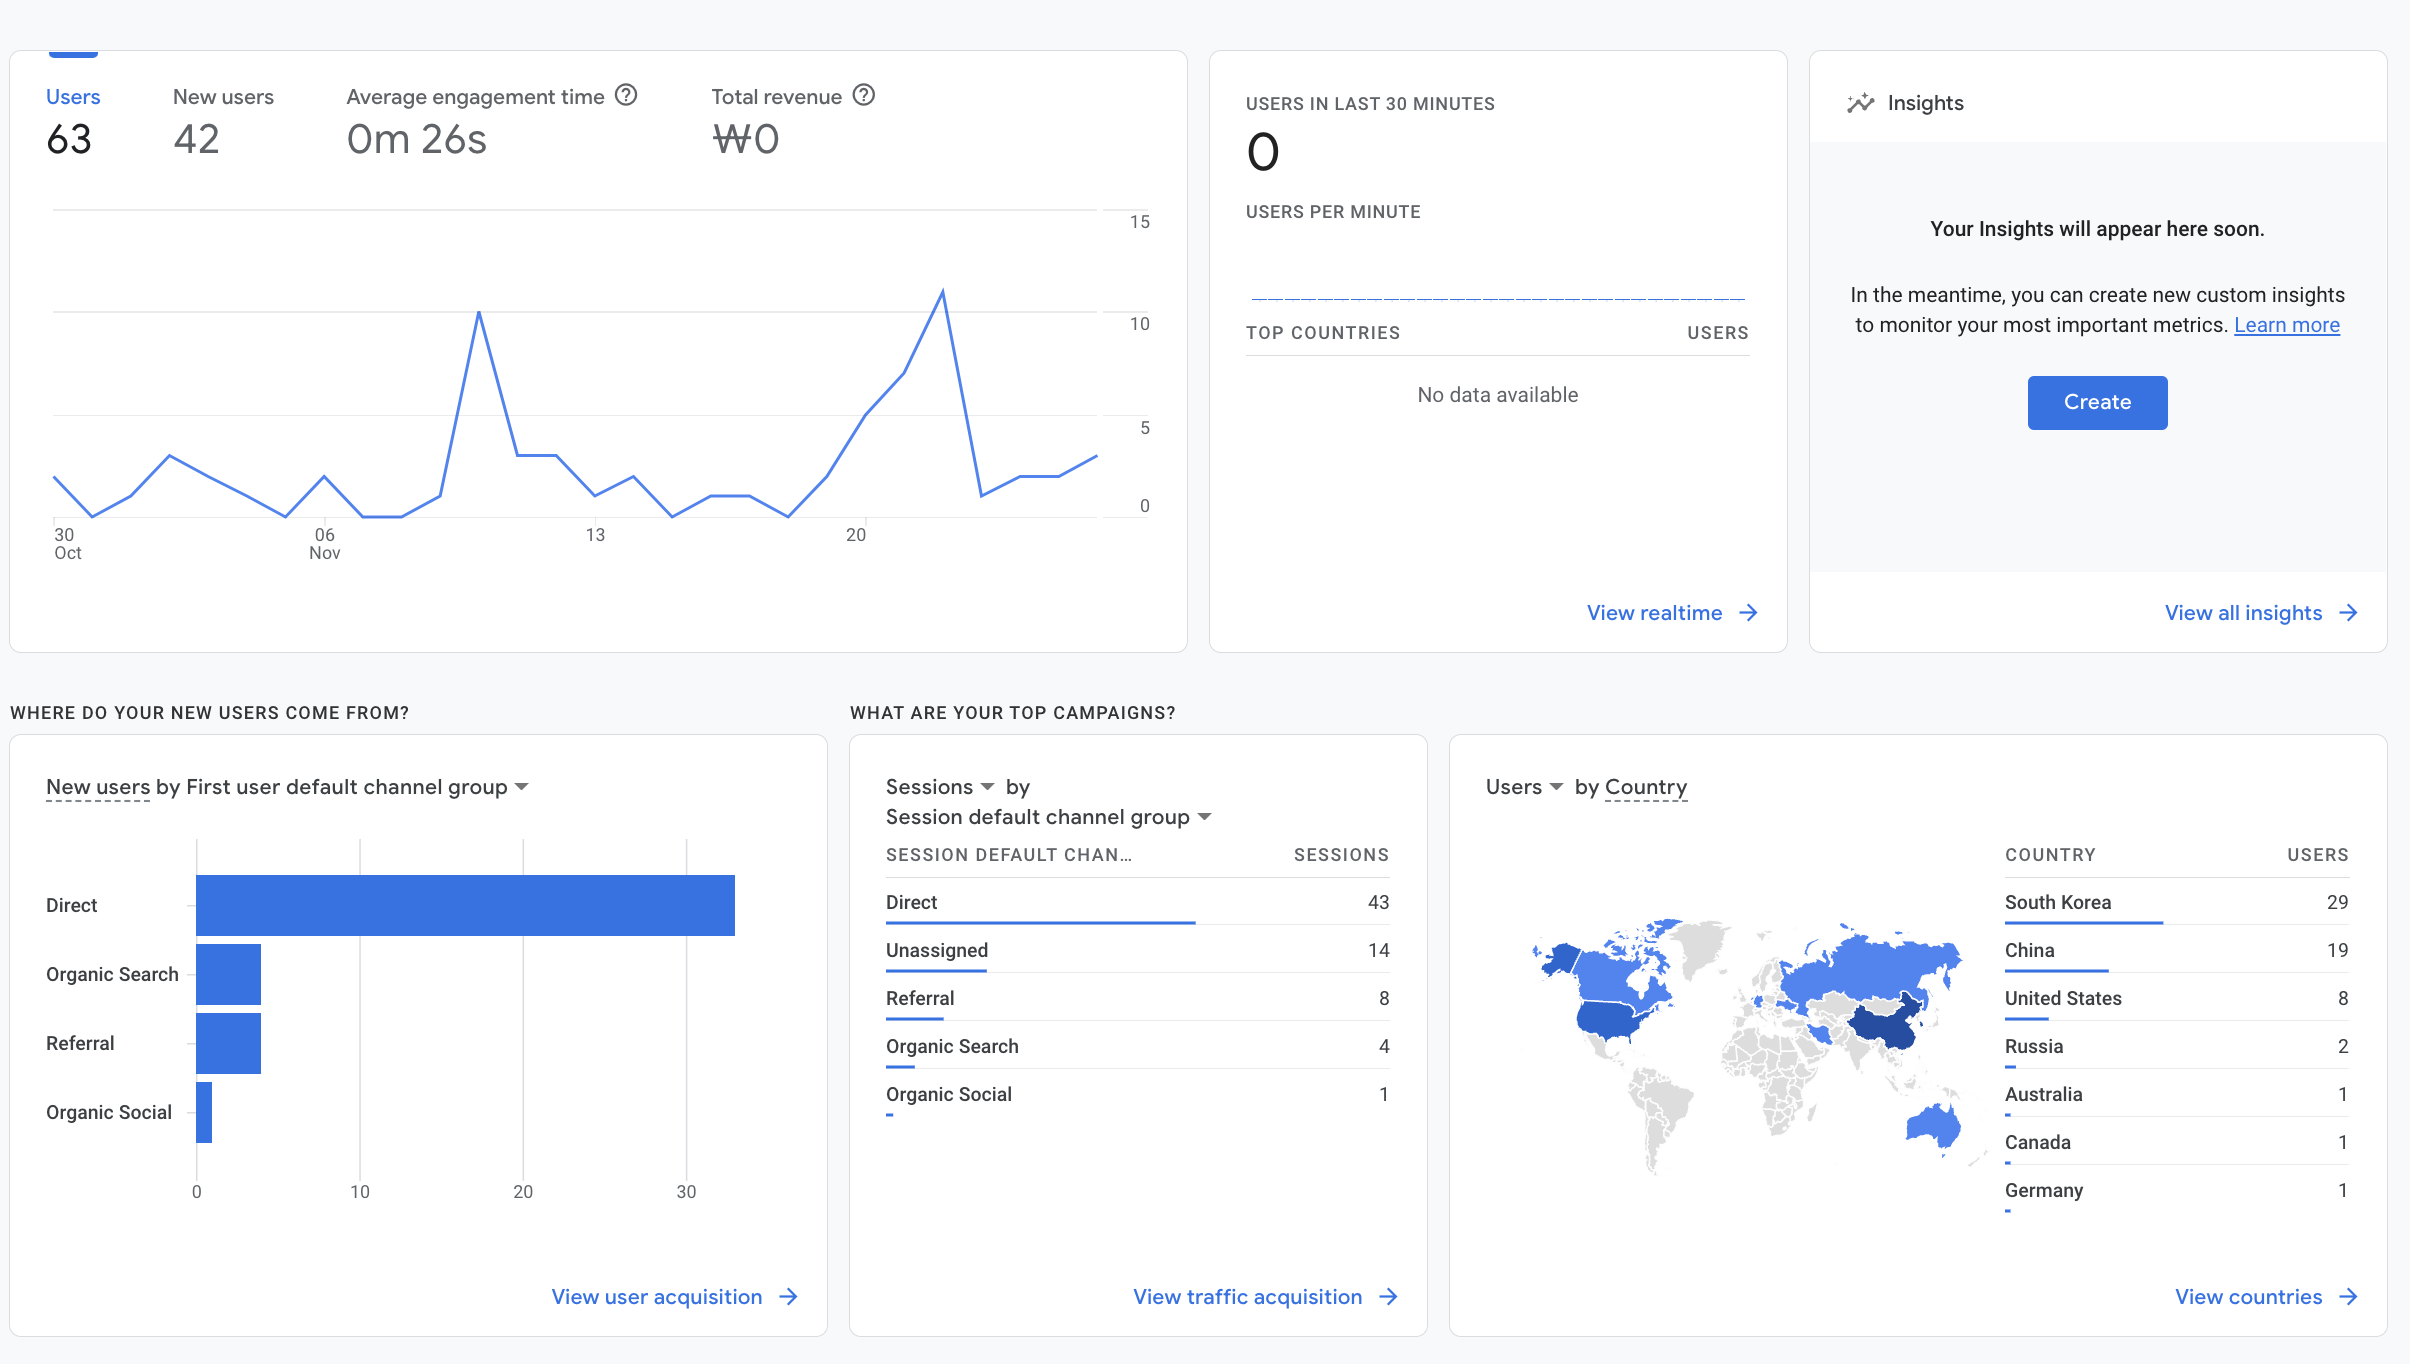 Users
63
New users
42
Average engagement time
0m 26s
Total revenue
₩0
15
10
5
0
30
Oct
06
Nov
13
20
USERS IN LAST 30 MINUTES
0
USERS PER MINUTE
TOP COUNTRIES USERS
No data available
View realtime
Insights
Your Insights will appear here soon.
In the meantime, you can create new custom insights
to monitor your most important metrics. Learn more
Create
View all insights
WHERE DO YOUR NEW USERS COME FROM?
New users by First user default channel group
Direct
Organic Search
Referral
Organic Social
0 10 20 30
View user acquisition
WHAT ARE YOUR TOP CAMPAIGNS?
Sessions by
Session default channel group
SESSION DEFAULT CHAN... SESSIONS
Direct 43
Unassigned 14
Referral 8
Organic Search 4
Organic Social 1
View traffic acquisition
Users by Country
COUNTRY USERS
South Korea 29
China 19
United States 8
Russia 2
Australia 1
Canada 1
Germany 1
View countries